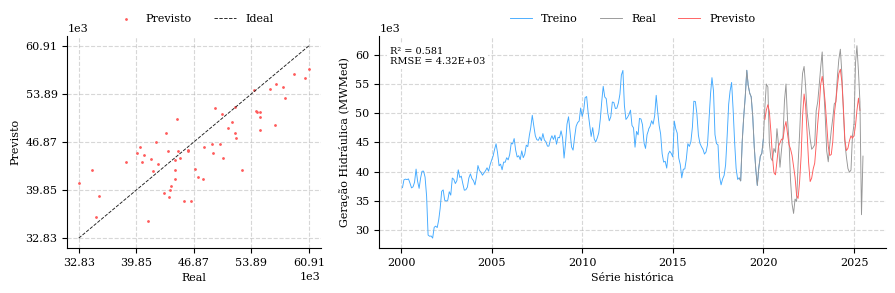 Previsto Ideal
1e3
60.91
53.89
46.87
39.85
32.83
Previsto
32.83 39.85 46.87 53.89 60.91
1e3
Real
Treino Real Previsto
1e3
R² = 0.581
RMSE = 4.32E+03
60
55
50
45
40
35
30
Geração Hidráulica (MWMed)
2000 2005 2010 2015 2020 2025
Série histórica